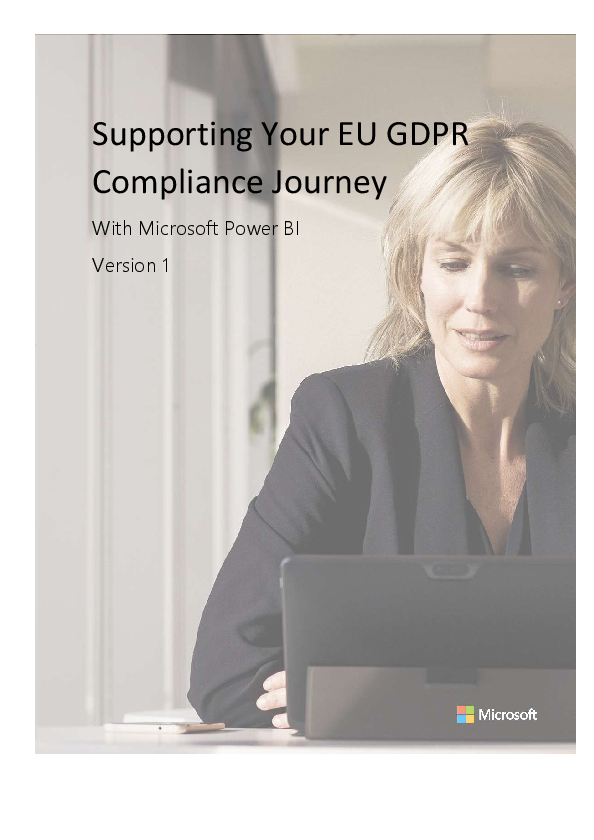 Supporting Your EU GDPR
Compliance Journey
With Microsoft Power BI
Version 1
Microsoft